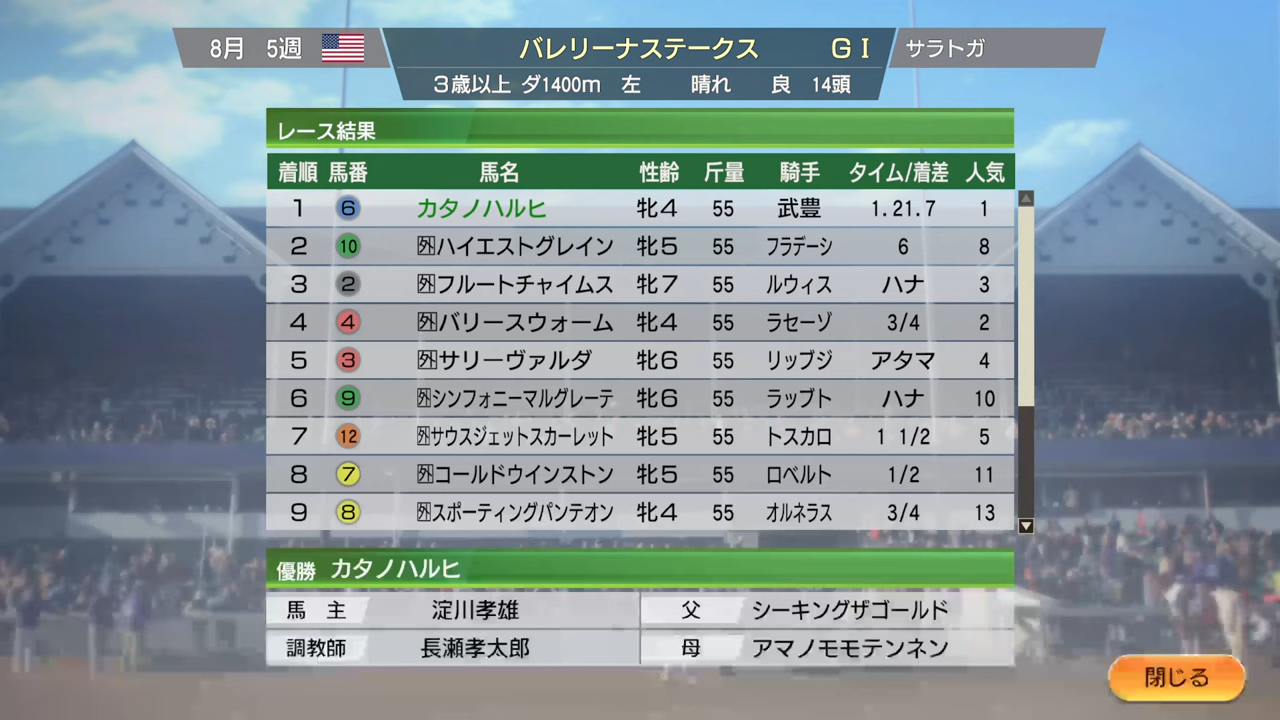 8月 5週 バレリーナステークス GⅠ サラトガ
3歳以上 ダ1400m 左 晴れ 良 14頭
レース結果
着順 馬番 馬名 性齢 斤量 騎手 タイム/着差 人気
1 6 カタノハルヒ 牝4 55 武豊 1.21.7 1
2 10 外ハイエストグレイン 牝5 55 フラデーシ 6 8
3 2 外フルートチャイムス 牝7 55 ルウィス ハナ 3
4 4 外バリースウォーム 牝4 55 ラセーゾ 3/4 2
5 3 外サリーヴァルダ 牝6 55 リップジ アタマ 4
6 9 外シンフォニーマルグレーテ 牝6 55 ラップト ハナ 10
7 12 外サウスジェットスカーレット 牝5 55 トスカロ 1 1/2 5
8 7 外コールドウインストン 牝5 55 ロベルト 1/2 11
9 8 外スポーティングパンテオン 牝4 55 オルネラス 3/4 13
優勝 カタノハルヒ
馬主 淀川孝雄 父 シーキングザゴールド
調教師 長瀬孝太郎 母 アマノモモテンネン
閉じる